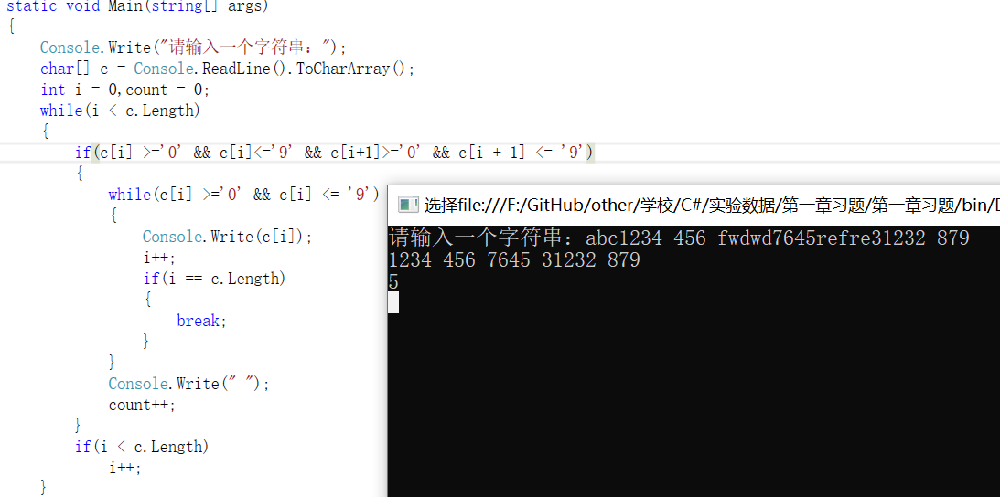 static void Main(string[] args)
{
Console.Write("请输入一个字符串：");
char[] c = Console.ReadLine().ToCharArray();
int i = 0,count = 0;
while(i < c.Length)
{
if(c[i] >='0' && c[i]<='9' && c[i+1]>='0' && c[i + 1] <= '9')
{
while(c[i] >='0' && c[i] <= '9')
{
Console.Write(c[i]);
i++;
if(i == c.Length)
{
break;
}
}
Console.Write(" ");
count++;
}
if(i < c.Length)
i++;
}
选择file:///F:/GitHub/other/学校/C#/实验数据/第一章习题/第一章习题/bin/
请输入一个字符串：abc1234 456 fwdwd7645refre31232 879
1234 456 7645 31232 879
5